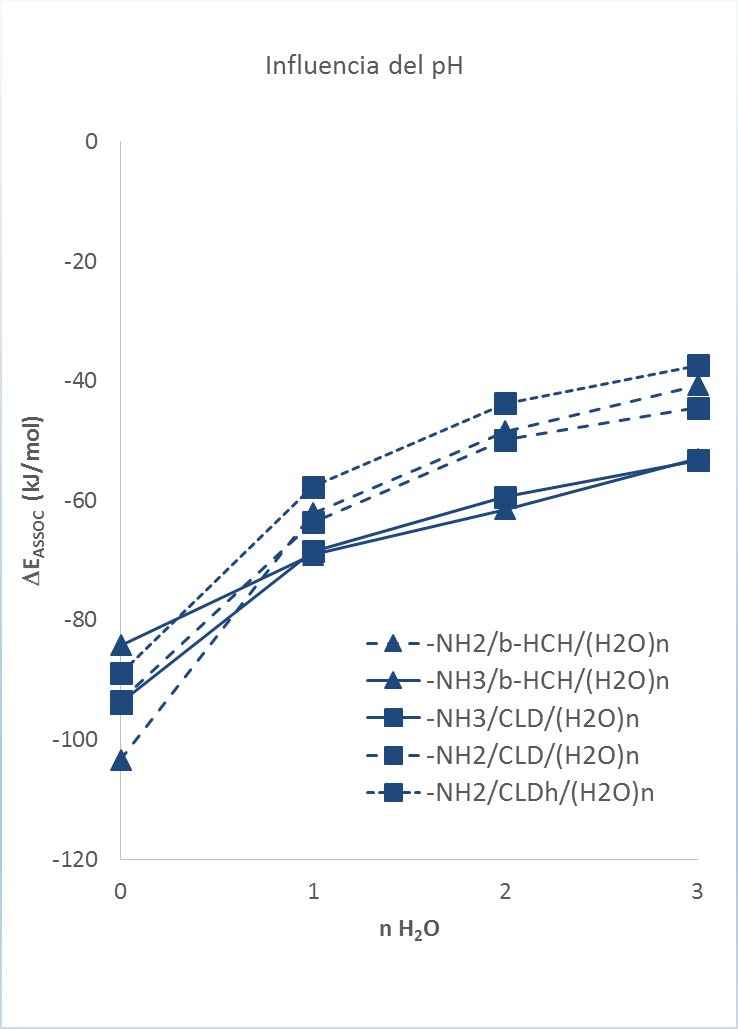 Influencia del pH
0
-20
-40
-60
-80
-100
-120
ΔE_ASSOC (kJ/mol)
-NH2/b-HCH/(H2O)n
-NH3/b-HCH/(H2O)n
-NH3/CLD/(H2O)n
-NH2/CLD/(H2O)n
-NH2/CLDh/(H2O)n
0 1 2 3
n H₂O